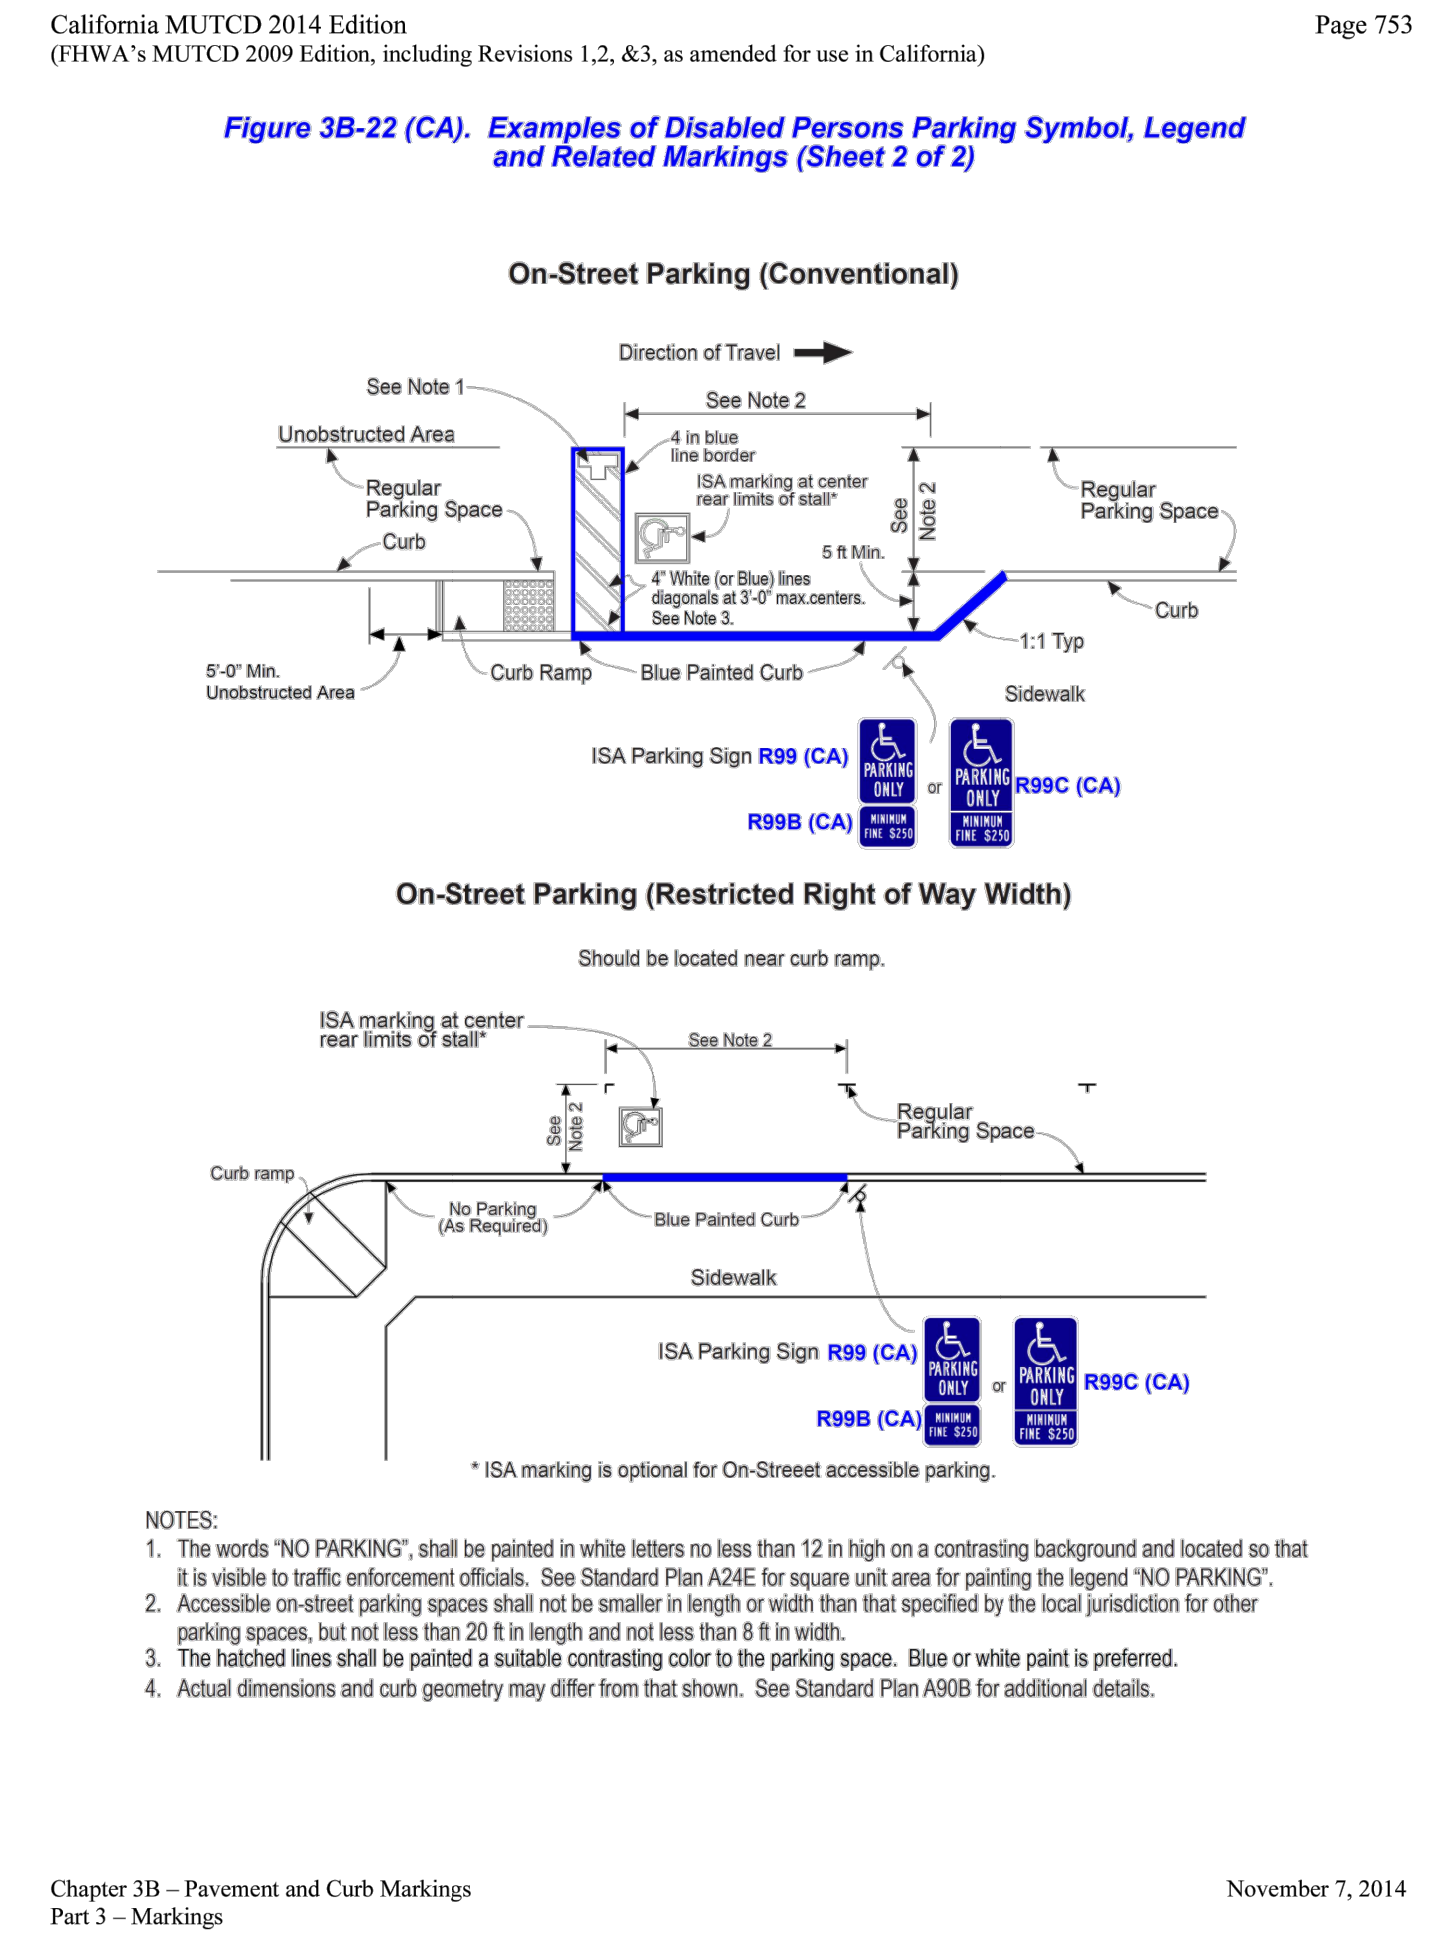 California MUTCD 2014 Edition
Page 753
(FHWA’s MUTCD 2009 Edition, including Revisions 1,2, &3, as amended for use in California)
Figure 3B-22 (CA). Examples of Disabled Persons Parking Symbol, Legend
and Related Markings (Sheet 2 of 2)
On-Street Parking (Conventional)
Direction of Travel
See Note 1
See Note 2
Unobstructed Area
4 in blue
line border
ISA marking at center
rear limits of stall*
Regular
Parking Space
See
Note 2
Regular
Parking Space
Curb
5 ft Min.
4” White (or Blue) lines
diagonals at 3’-0” max.centers.
See Note 3.
Curb
1:1 Typ
5’-0” Min.
Unobstructed Area
Curb Ramp
Blue Painted Curb
Sidewalk
ISA Parking Sign R99 (CA)
PARKING
ONLY
or
PARKING
ONLY
R99C (CA)
R99B (CA)
MINIMUM
FINE $250
MINIMUM
FINE $250
On-Street Parking (Restricted Right of Way Width)
Should be located near curb ramp.
ISA marking at center
rear limits of stall*
See Note 2
See
Note 2
Regular
Parking Space
Curb ramp
No Parking
(As Required)
Blue Painted Curb
Sidewalk
ISA Parking Sign R99 (CA)
PARKING
ONLY
or
PARKING
ONLY
R99C (CA)
R99B (CA)
MINIMUM
FINE $250
MINIMUM
FINE $250
* ISA marking is optional for On-Streeet accessible parking.
NOTES:
1. The words “NO PARKING”, shall be painted in white letters no less than 12 in high on a contrasting background and located so that
it is visible to traffic enforcement officials. See Standard Plan A24E for square unit area for painting the legend “NO PARKING”.
2. Accessible on-street parking spaces shall not be smaller in length or width than that specified by the local jurisdiction for other
parking spaces, but not less than 20 ft in length and not less than 8 ft in width.
3. The hatched lines shall be painted a suitable contrasting color to the parking space. Blue or white paint is preferred.
4. Actual dimensions and curb geometry may differ from that shown. See Standard Plan A90B for additional details.
Chapter 3B – Pavement and Curb Markings
November 7, 2014
Part 3 – Markings